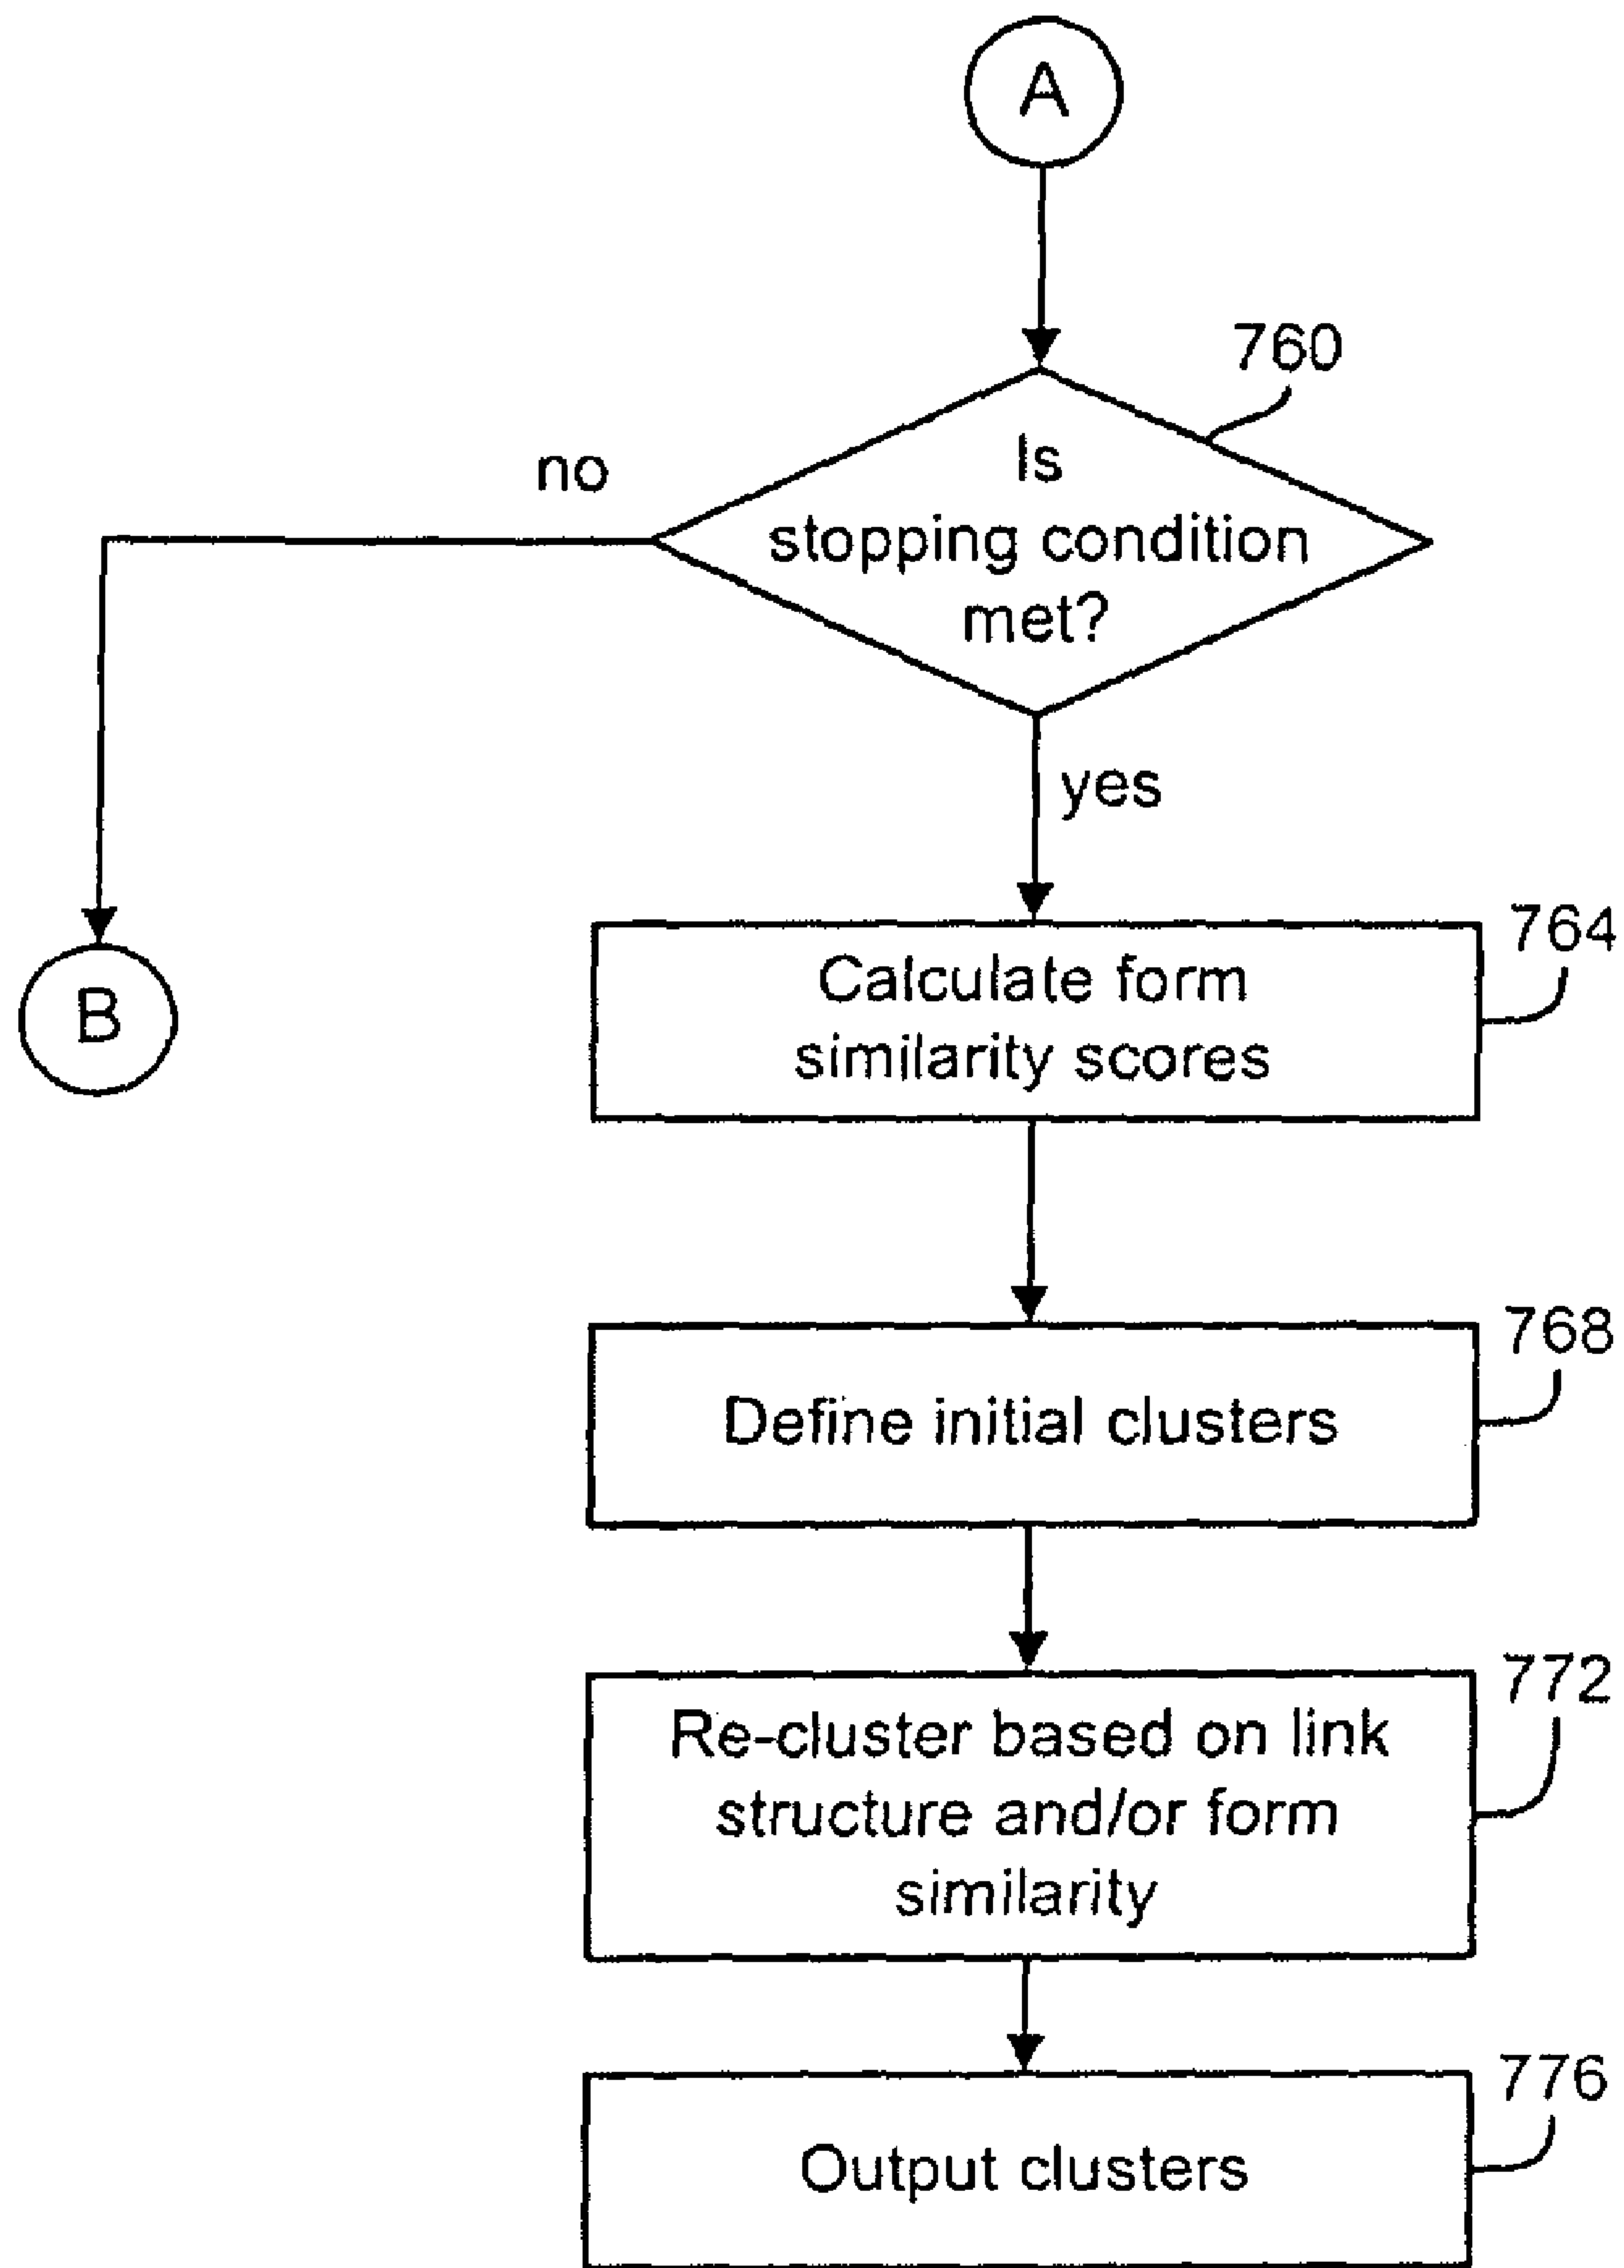 A
760
Is
stopping condition
met?
no
yes
B
764
Calculate form
similarity scores
768
Define initial clusters
772
Re-cluster based on link
structure and/or form
similarity
776
Output clusters